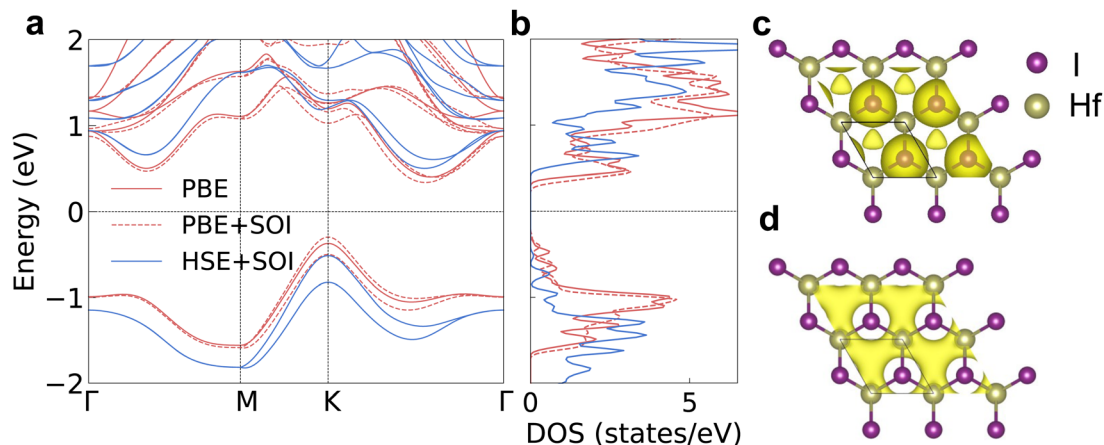 a
Energy (eV)
2
1
0
−1
−2
PBE
PBE+SOI
HSE+SOI
Γ
M
K
Γ
b
0
5
DOS (states/eV)
c
I
Hf
d